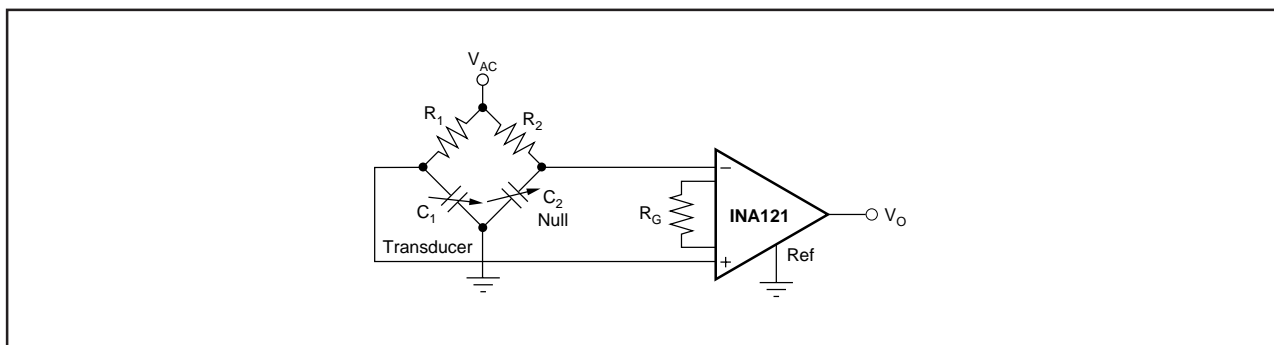 V_AC
R_1
R_2
C_1
C_2
Null
Transducer
R_G
−
+
INA121
V_O
Ref